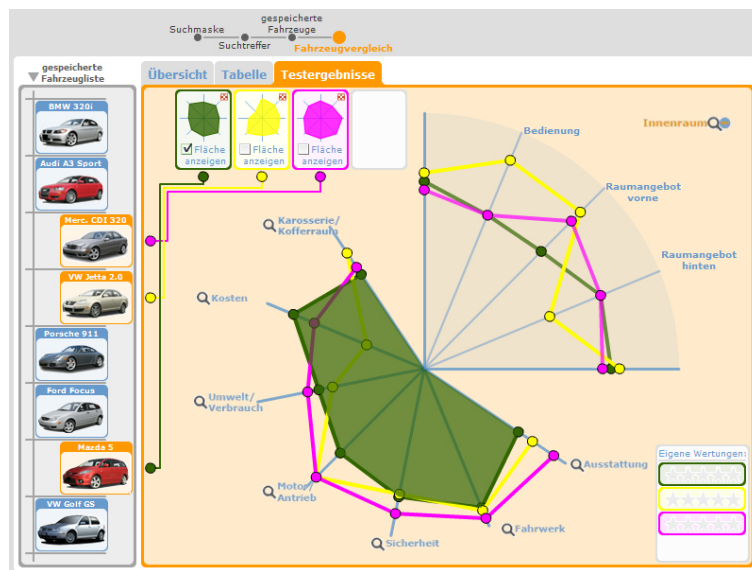 gespeicherte
Suchmaske Fahrzeuge
Suchtreffer Fahrzeugvergleich
gespeicherte
Fahrzeugliste
Übersicht Tabelle Testergebnisse
BMW 320i
Audi A3 Sport
Merc. CDI 320
VW Jetta 2.0
Porsche 911
Ford Focus
Mazda 5
VW Golf GS
Fläche
anzeigen
Fläche
anzeigen
Fläche
anzeigen
Innenraum
Bedienung
Raumangebot
vorne
Raumangebot
hinten
Karosserie/
Kofferraum
Kosten
Umwelt/
Verbrauch
Motor/
Antrieb
Sicherheit
Fahrwerk
Ausstattung
Eigene Wertungen: